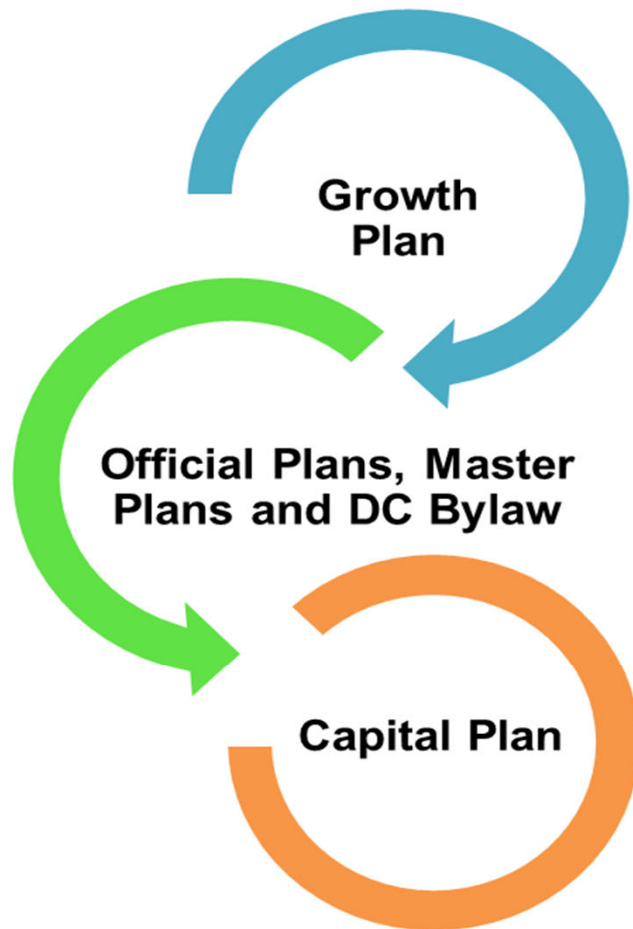 Growth
Plan
Official Plans, Master
Plans and DC Bylaw
Capital Plan